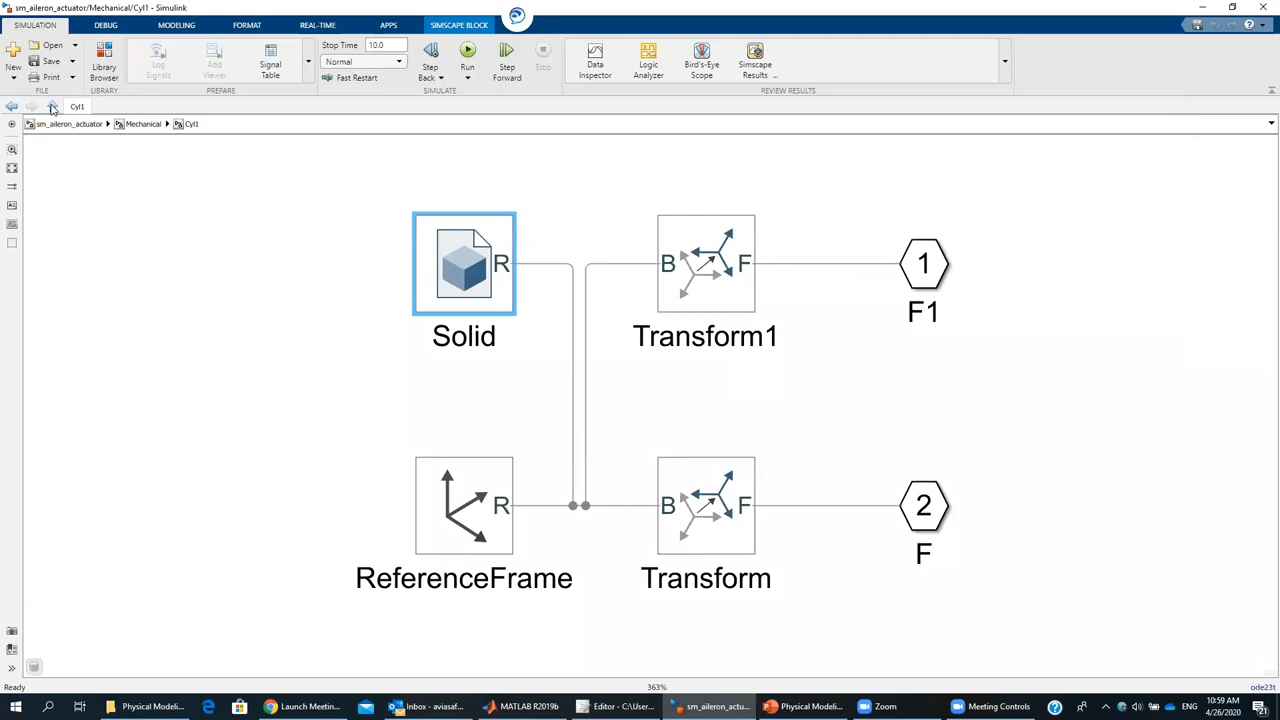 sm_aileron_actuator/Mechanical/Cyl1 - Simulink
SIMULATION DEBUG MODELING FORMAT REAL-TIME APPS SIMSCAPE BLOCK
New
Open
Save
Print
FILE
Library Browser
LIBRARY
Log Signals
Add Viewer
Signal Table
PREPARE
Stop Time 10.0
Normal
Fast Restart
Step Back
Run
Step Forward
Stop
SIMULATE
Data Inspector
Logic Analyzer
Bird's-Eye Scope
Simscape Results ...
REVIEW RESULTS
Cyl1
sm_aileron_actuator Mechanical Cyl1
R
Solid
B F
Transform1
1
F1
R
ReferenceFrame
B F
Transform
2
F
Ready 363% ode23t
Physical Modeli... Launch Meetin... Inbox - aviasaf... MATLAB R2019b Editor - C:\User... sm_aileron_actu... Physical Modeli... Zoom Meeting Controls ENG
10:59 AM
4/26/2020
21